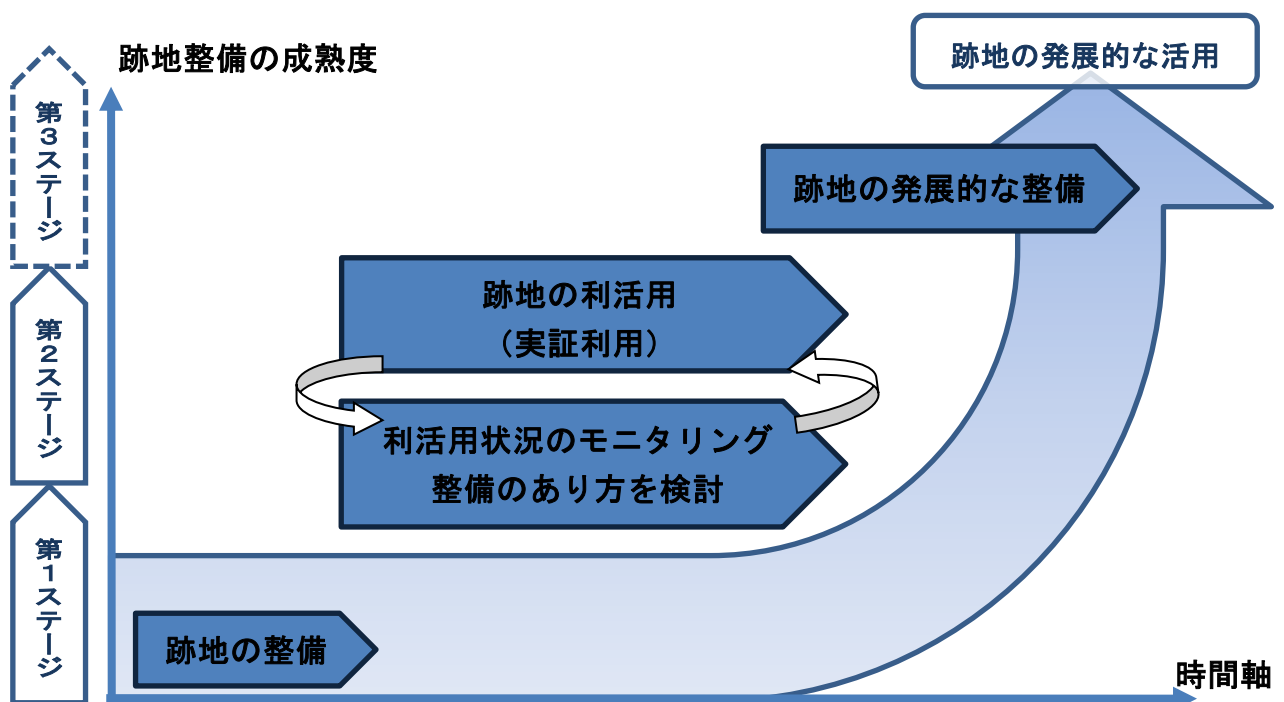 跡地整備の成熟度
跡地の発展的な活用
第3ステージ
跡地の発展的な整備
跡地の利活用
（実証利用）
第2ステージ
利活用状況のモニタリング
整備のあり方を検討
第1ステージ
跡地の整備
時間軸